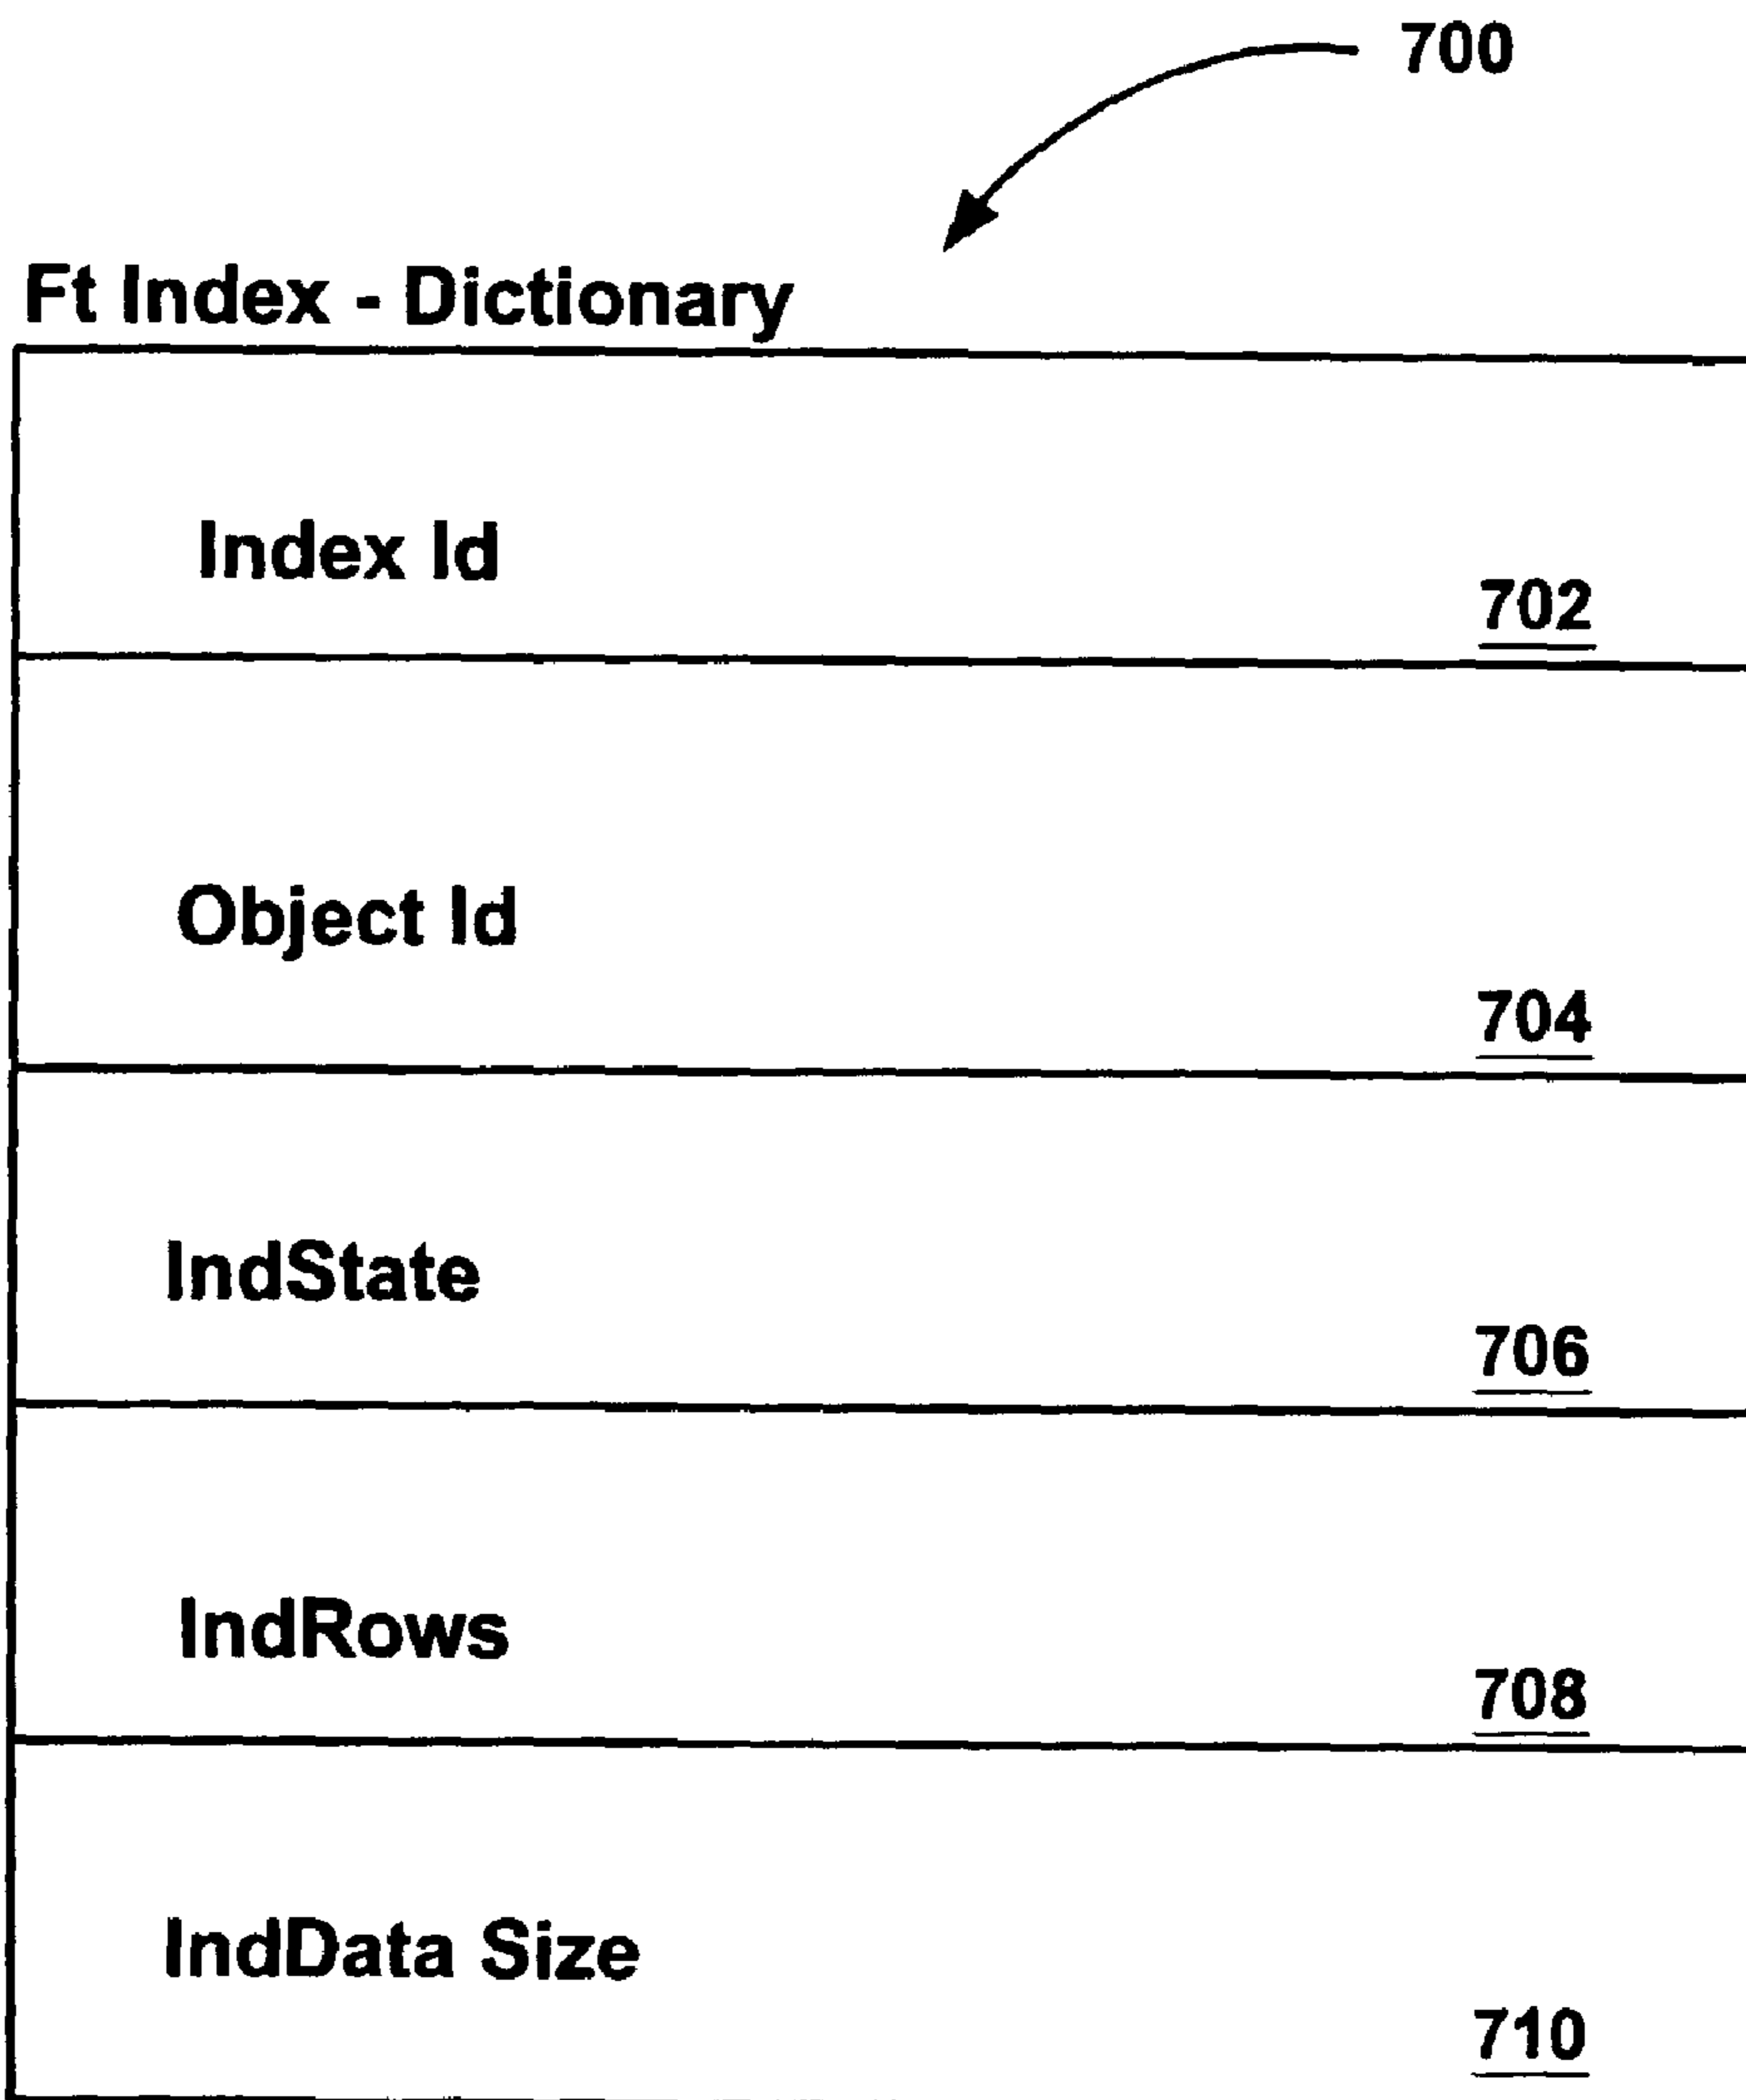 700
Ft Index - Dictionary
Index Id
702
Object Id
704
IndState
706
IndRows
708
IndData Size
710